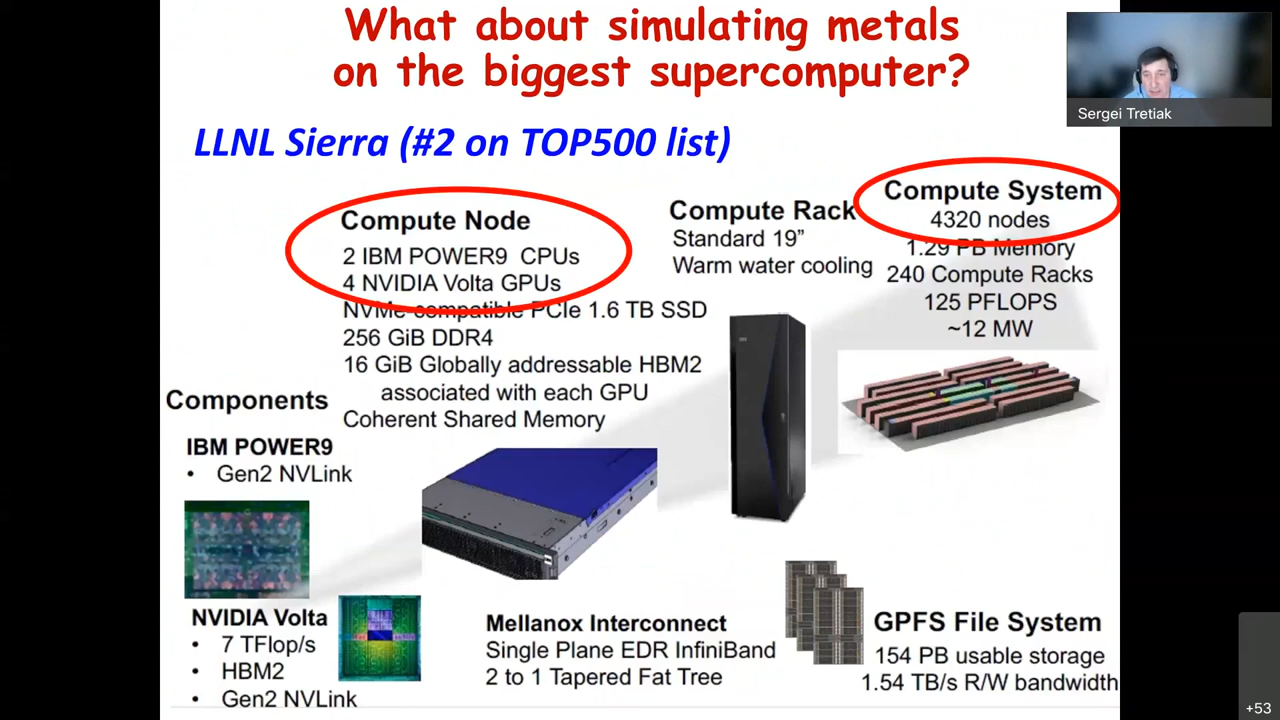 What about simulating metals
on the biggest supercomputer?
Sergei Tretiak
LLNL Sierra (#2 on TOP500 list)
Compute Node
2 IBM POWER9 CPUs
4 NVIDIA Volta GPUs
NVMe-compatible PCIe 1.6 TB SSD
256 GiB DDR4
16 GiB Globally addressable HBM2
associated with each GPU
Coherent Shared Memory
Compute Rack
Standard 19”
Warm water cooling
Compute System
4320 nodes
1.29 PB Memory
240 Compute Racks
125 PFLOPS
~12 MW
Components
IBM POWER9
• Gen2 NVLink
NVIDIA Volta
• 7 TFlop/s
• HBM2
• Gen2 NVLink
Mellanox Interconnect
Single Plane EDR InfiniBand
2 to 1 Tapered Fat Tree
GPFS File System
154 PB usable storage
1.54 TB/s R/W bandwidth
+53